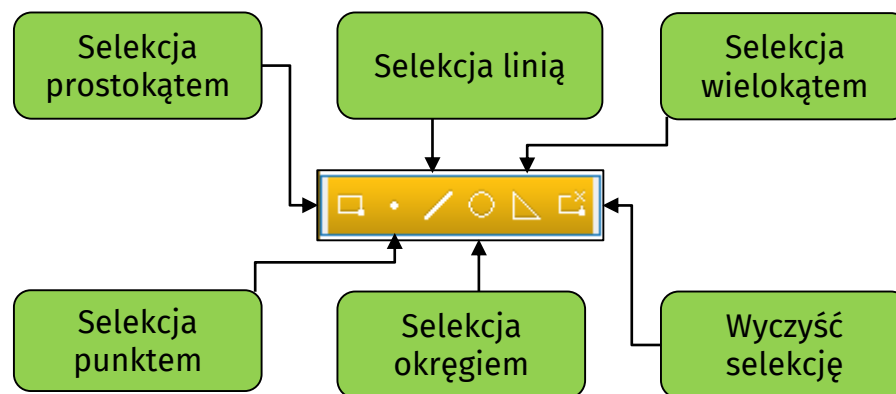 Selekcja
prostokątem
Selekcja linią
Selekcja
wielokątem
Selekcja
punktem
Selekcja
okręgiem
Wyczyść
selekcję